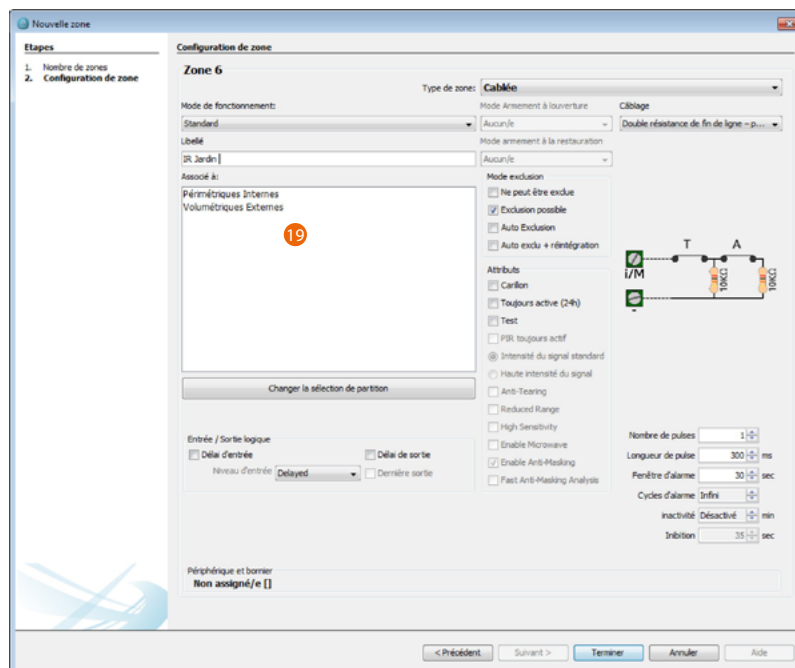 Nouvelle zone
Etapes
1. Nombre de zones
2. Configuration de zone
Configuration de zone
Zone 6
Type de zone: Cablée
Mode de fonctionnement:
Standard
Libellé
IR Jardin
Associé à:
Périmétriques Internes
Volumétriques Externes
19
Changer la sélection de partition
Entrée / Sortie logique
Délai d'entrée
Délai de sortie
Niveau d'entrée Delayed
Dernière sortie
Mode Armement à louverture
Aucun/e
Mode armement à la restauration
Aucun/e
Mode exclusion
Ne peut être exclue
Exclusion possible
Auto Exclusion
Auto exclu + réintégration
Attributs
Carillon
Toujours active (24h)
Test
PIR toujours actif
Intensité du signal standard
Haute intensité du signal
Anti-Tearing
Reduced Range
High Sensitivity
Enable Microwave
Enable Anti-Masking
Fast Anti-Masking Analysis
Câblage
Double résistance de fin de ligne – p...
T A
i/M
10KΩ
10KΩ
-
Nombre de pulses 1
Longueur de pulse 300 ms
Fenêtre d'alarme 30 sec
Cycles d'alarme Infini
inactivité Désactivé min
Inibition 35 sec
Périphérique et bornier
Non assigné/e []
< Précédent
Suivant >
Terminer
Annuler
Aide